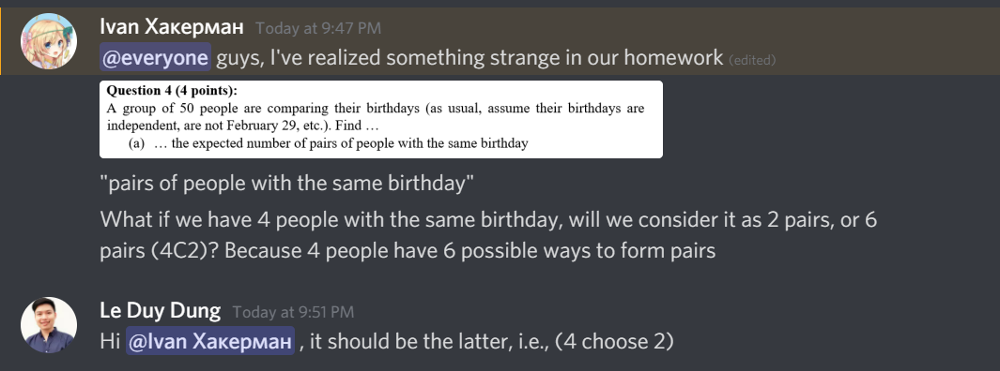 Ivan Хакерман Today at 9:47 PM
@everyone guys, I've realized something strange in our homework (edited)
Question 4 (4 points):
A group of 50 people are comparing their birthdays (as usual, assume their birthdays are
independent, are not February 29, etc.). Find …
(a) … the expected number of pairs of people with the same birthday
"pairs of people with the same birthday"
What if we have 4 people with the same birthday, will we consider it as 2 pairs, or 6
pairs (4C2)? Because 4 people have 6 possible ways to form pairs
Le Duy Dung Today at 9:51 PM
Hi @Ivan Хакерман , it should be the latter, i.e., (4 choose 2)